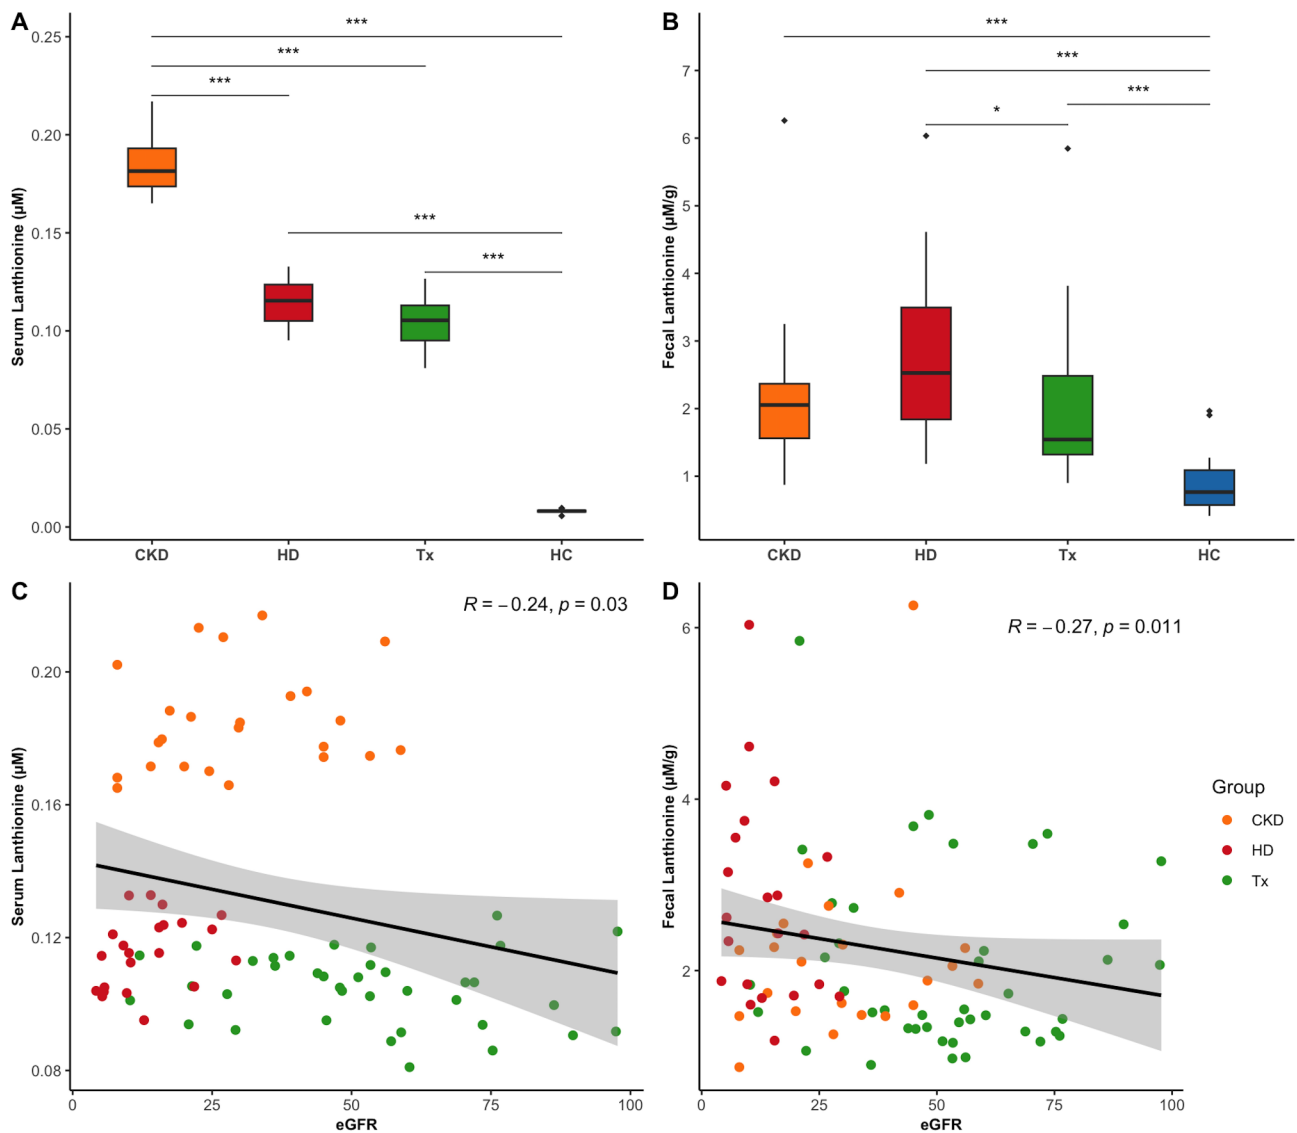 A
Serum Lanthionine (µM)
0.25
0.20
0.15
0.10
0.05
0.00
***
***
***
***
***
CKD HD Tx HC
B
Fecal Lanthionine (µM/g)
7
6
5
4
3
2
1
***
***
***
*
CKD HD Tx HC
C
R = −0.24, p = 0.03
Serum Lanthionine (µM)
0.20
0.16
0.12
0.08
0 25 50 75 100
eGFR
D
R = −0.27, p = 0.011
Fecal Lanthionine (µM/g)
6
4
2
0 25 50 75 100
eGFR
Group
CKD
HD
Tx